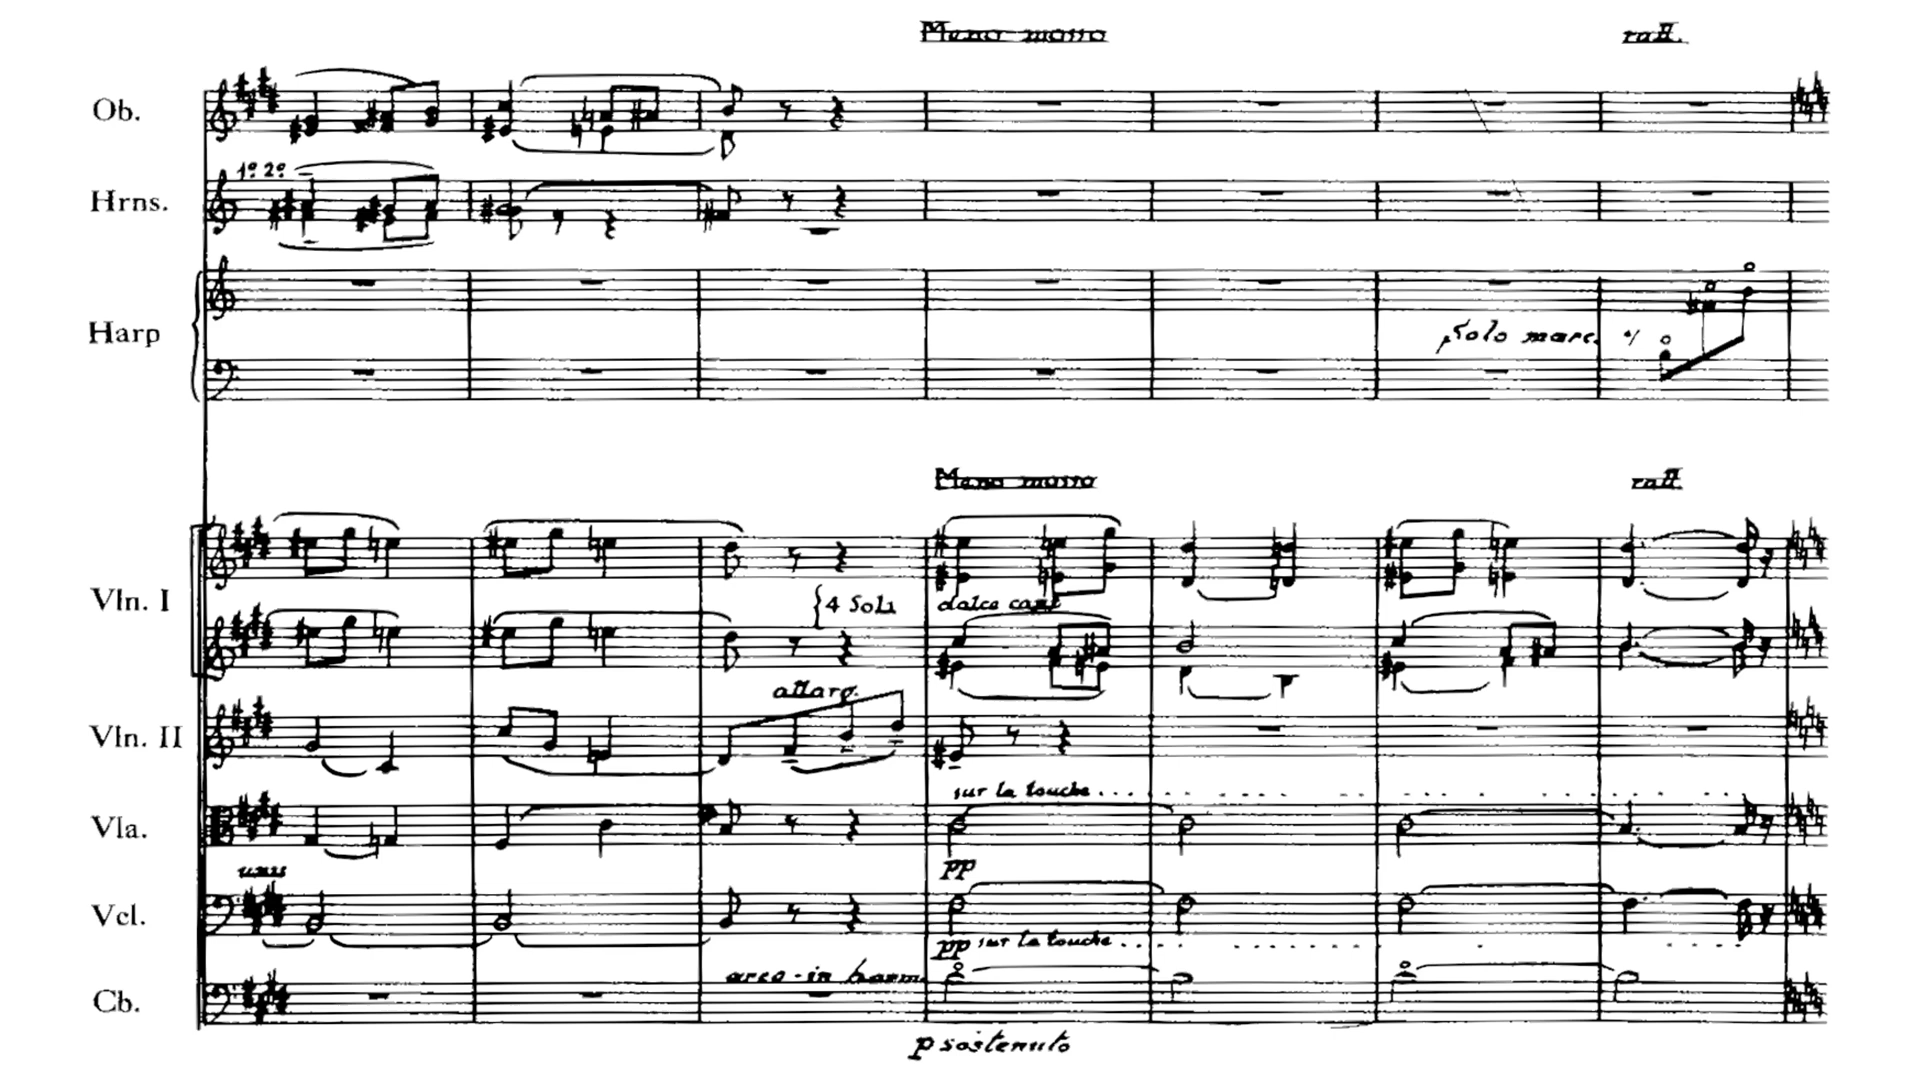 Meno mosso rall.
Ob.
1º 2º
Hrns.
Solo marc.
Harp
Meno mosso rall.
Vln. I
4 Soli dolce cant
allarg.
Vln. II
sur la touche
Vla.
unis
pp
Vcl.
pp sur la touche
arco - in harm
Cb.
p sostenuto